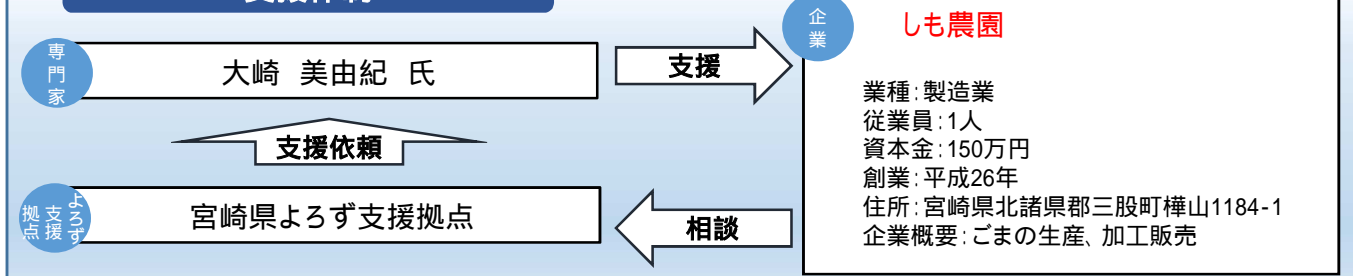 専門家
大崎 美由紀 氏
支援
支援依頼
よろず支援拠点
宮崎県よろず支援拠点
相談
企業
しも農園
業種:製造業
従業員:1人
資本金:150万円
創業:平成26年
住所:宮崎県北諸県郡三股町樺山1184-1
企業概要:ごまの生産、加工販売